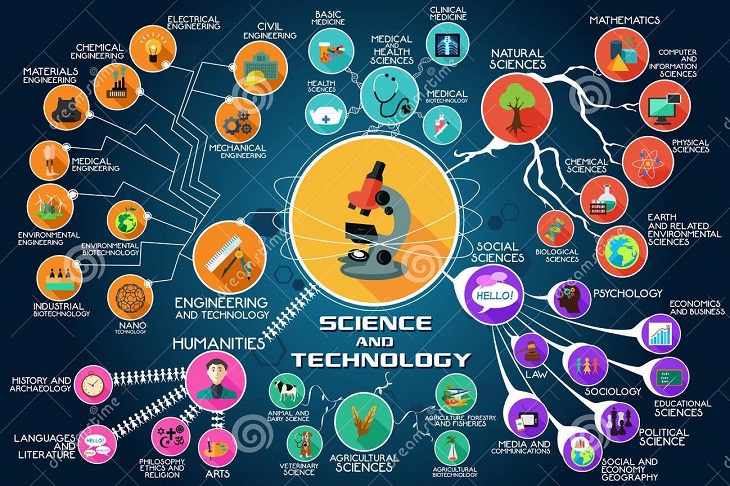 ELECTRICAL
ENGINEERING
CHEMICAL
ENGINEERING
MATERIALS
ENGINEERING
CIVIL
ENGINEERING
MECHANICAL
ENGINEERING
MEDICAL
ENGINEERING
ENVIRONMENTAL
ENGINEERING
ENVIRONMENTAL
BIOTECHNOLOGY
INDUSTRIAL
BIOTECHNOLOGY
NANO
TECHNOLOGY
ENGINEERING
AND TECHNOLOGY
BASIC
MEDICINE
CLINICAL
MEDICINE
MEDICAL
AND
HEALTH
SCIENCES
HEALTH
SCIENCES
MEDICAL
BIOTECHNOLOGY
NATURAL
SCIENCES
MATHEMATICS
COMPUTER
AND
INFORMATION
SCIENCES
PHYSICAL
SCIENCES
CHEMICAL
SCIENCES
BIOLOGICAL
SCIENCES
EARTH
AND RELATED
ENVIRONMENTAL
SCIENCES
SCIENCE
AND
TECHNOLOGY
SOCIAL
SCIENCES
HELLO!
PSYCHOLOGY
ECONOMICS
AND BUSINESS
LAW
SOCIOLOGY
EDUCATIONAL
SCIENCES
MEDIA AND
COMMUNICATIONS
POLITICAL
SCIENCE
SOCIAL AND
ECONOMY
GEOGRAPHY
HUMANITIES
HISTORY AND
ARCHAEOLOGY
LANGUAGES
AND
LITERATURE
HELLO!
PHILOSOPHY
ETHICS AND
RELIGION
ARTS
ANIMAL AND
DAIRY SCIENCE
VETERINARY
SCIENCE
AGRICULTURAL
SCIENCES
AGRICULTURE, FORESTRY,
AND FISHERIES
AGRICULTURAL
BIOTECHNOLOGY
dreamstime